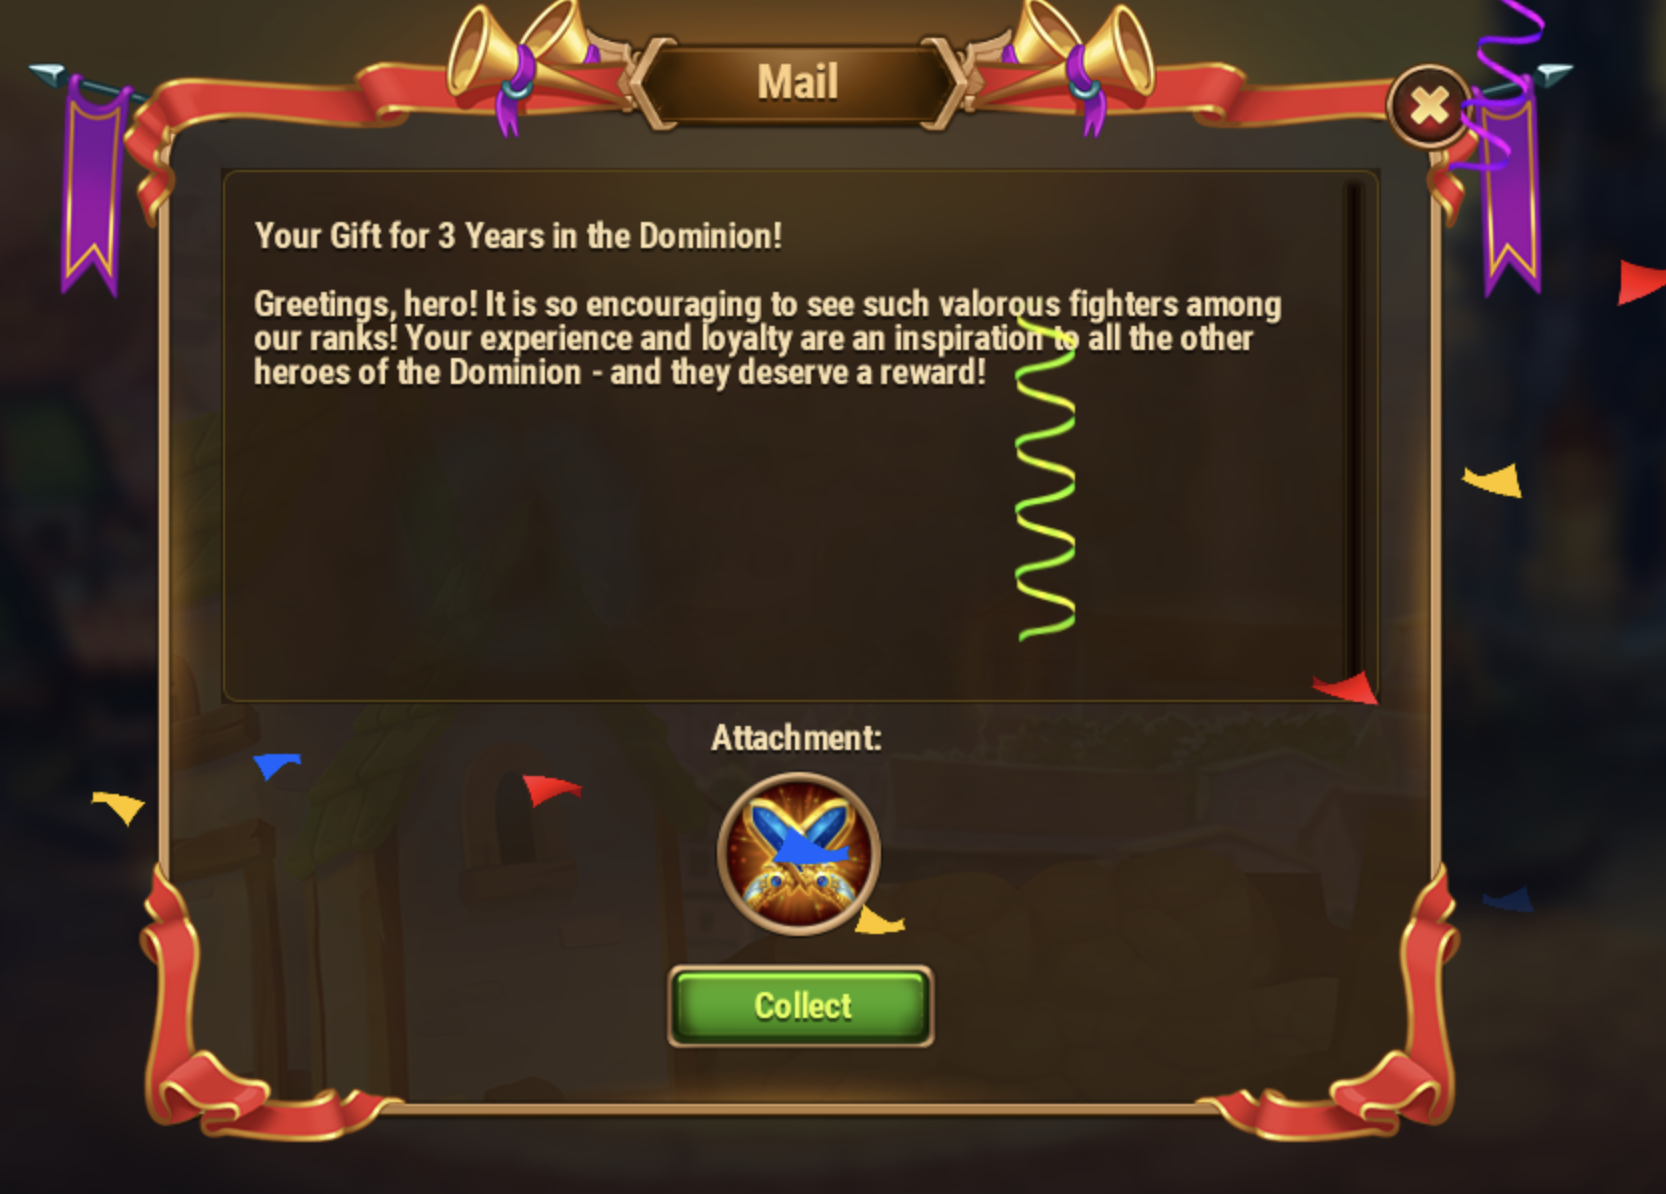 Mail
Your Gift for 3 Years in the Dominion!
Greetings, hero! It is so encouraging to see such valorous fighters among
our ranks! Your experience and loyalty are an inspiration to all the other
heroes of the Dominion - and they deserve a reward!
Attachment:
Collect